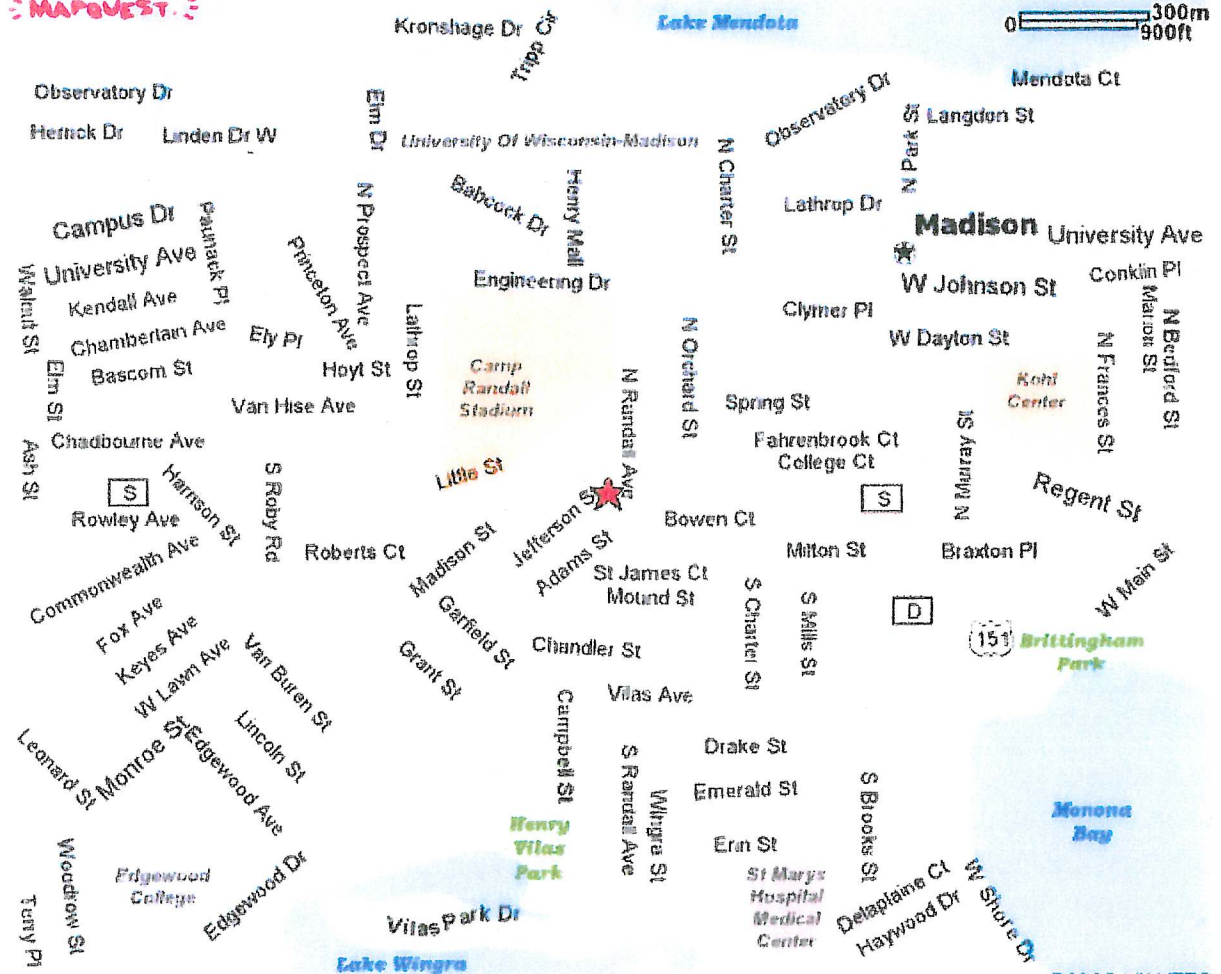 MAPQUEST.
Kronshage Dr
Tripp Cir
Lake Mendota
0
300m
900ft
Observatory Dr
Mendota Ct
Herrick Dr
Linden Dr W
Elm Dr
University Of Wisconsin-Madison
Observatory Dr
N Park St
Langdon St
N Charter St
Babcock Dr
Henry Mall
N Prospect Ave
Lathrop Dr
Campus Dr
Paunack Pl
Madison
University Ave
University Ave
Princeton Ave
Engineering Dr
W Johnson St
Conklin Pl
Walnut St
Kendall Ave
Lathrop St
Clymer Pl
Marion St
N Bedford St
Chamberlain Ave
Ely Pl
N Orchard St
W Dayton St
N Frances St
Elm St
Bascom St
Hoyt St
Camp
Randall
Stadium
N Randall Ave
Kohl
Center
Van Hise Ave
Spring St
Chadbourne Ave
Fahrenbrook Ct
College Ct
N Murray St
Ash St
Harrison St
S Roby Rd
Little St
S
S
Regent St
Rowley Ave
Jefferson St
Bowen Ct
Roberts Ct
Madison St
Adams St
Milton St
Braxton Pl
Commonwealth Ave
St James Ct
Mound St
S Charter St
S Mills St
D
W Main St
Fox Ave
Garfield St
151
Brittingham
Park
Keyes Ave
Van Buren St
Grant St
Chandler St
W Lawn Ave
Vilas Ave
Leonard St
Monroe St
Edgewood Ave
Lincoln St
Campbell St
S Randall Ave
Drake St
Wingra St
Emerald St
S Brooks St
Monona
Bay
Henry
Vilas
Park
Erin St
Woodrow St
Edgewood
College
Edgewood Dr
St Marys
Hospital
Medical
Center
Delaplaine Ct
Haywood Dr
W Shore Dr
Terry Pl
Vilas Park Dr
Lake Wingra